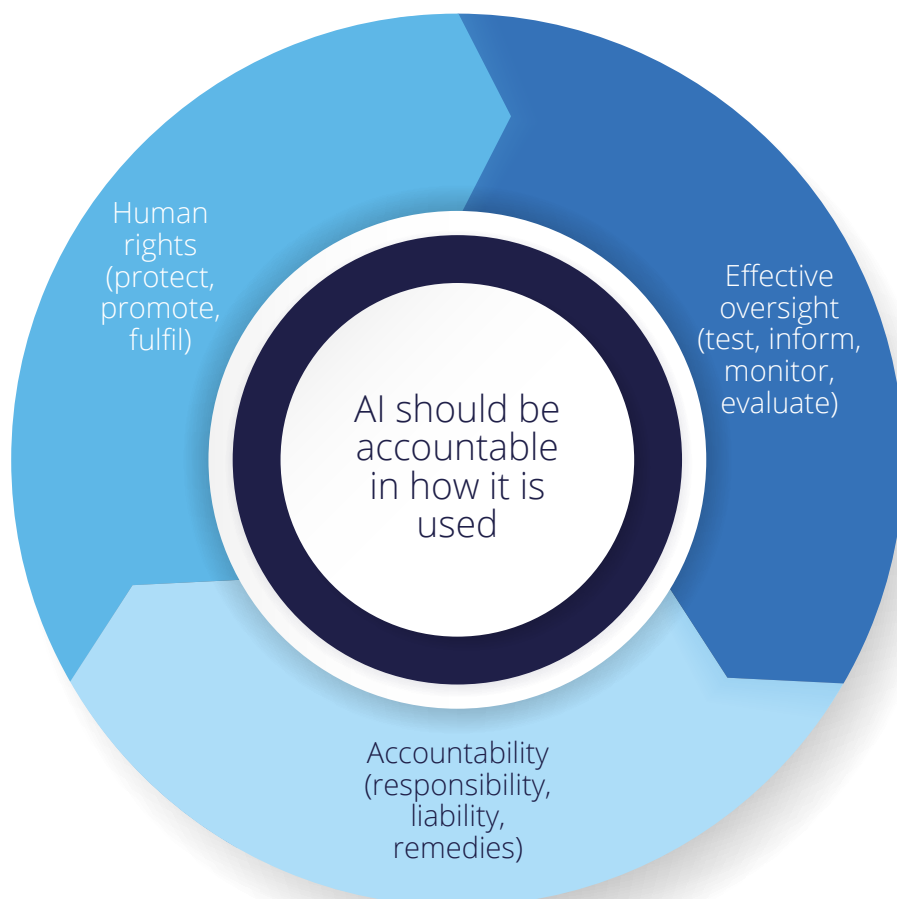 Human
rights
(protect,
promote,
fulfil)
Effective
oversight
(test, inform,
monitor,
evaluate)
AI should be
accountable
in how it is
used
Accountability
(responsibility,
liability,
remedies)